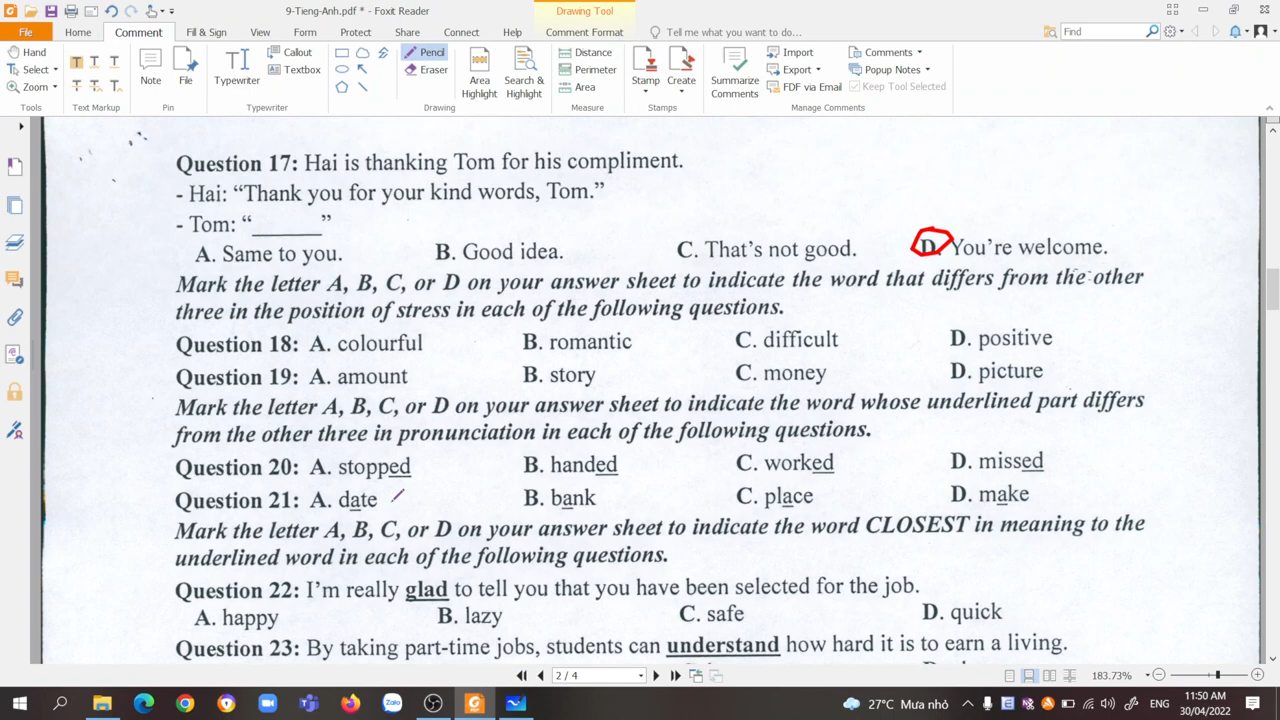 9-Tieng-Anh.pdf * - Foxit Reader
Drawing Tool
File Home Comment Fill & Sign View Form Protect Share Connect Help Comment Format Tell me what you want to do... Find
Hand
Select
Zoom
Tools
Text Markup
Note
File
Pin
Typewriter
Callout
Textbox
Typewriter
Pencil
Eraser
Drawing
Area Highlight
Search & Highlight
Distance
Perimeter
Area
Measure
Stamp
Create
Stamps
Summarize Comments
Import
Export
FDF via Email
Comments
Popup Notes
Keep Tool Selected
Manage Comments
Question 17: Hai is thanking Tom for his compliment.
- Hai: “Thank you for your kind words, Tom.”
- Tom: “______”
A. Same to you. B. Good idea. C. That’s not good. D. You’re welcome.
Mark the letter A, B, C, or D on your answer sheet to indicate the word that differs from the other
three in the position of stress in each of the following questions.
Question 18: A. colourful B. romantic C. difficult D. positive
Question 19: A. amount B. story C. money D. picture
Mark the letter A, B, C, or D on your answer sheet to indicate the word whose underlined part differs
from the other three in pronunciation in each of the following questions.
Question 20: A. stopped B. handed C. worked D. missed
Question 21: A. date B. bank C. place D. make
Mark the letter A, B, C, or D on your answer sheet to indicate the word CLOSEST in meaning to the
underlined word in each of the following questions.
Question 22: I’m really glad to tell you that you have been selected for the job.
A. happy B. lazy C. safe D. quick
Question 23: By taking part-time jobs, students can understand how hard it is to earn a living.
2 / 4
183.73%
27°C Mưa nhỏ
11:50 AM
30/04/2022